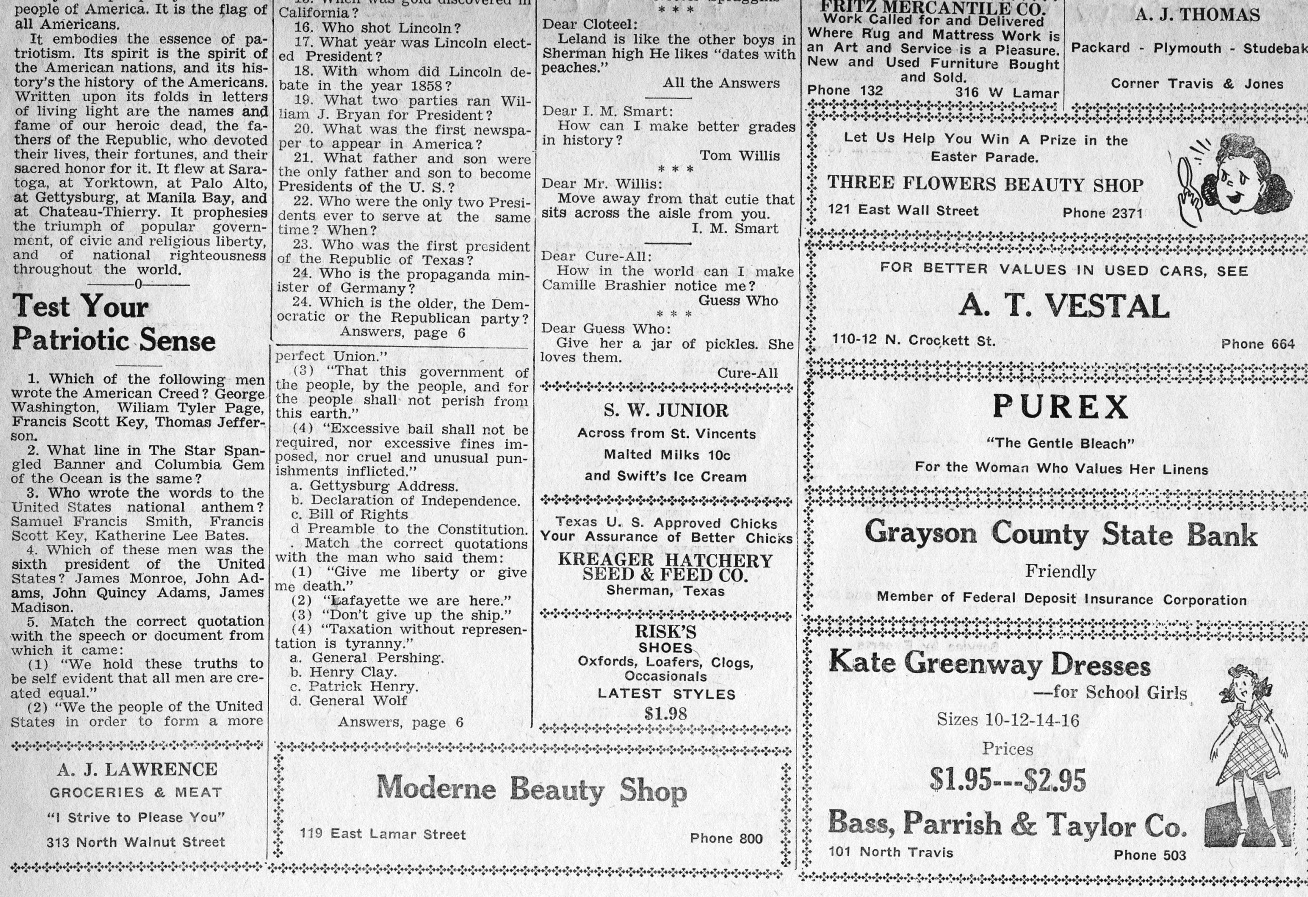 people of America. It is the flag of
all Americans.
It embodies the essence of pa-
triotism. Its spirit is the spirit of
the American nations, and its his-
tory's the history of the Americans.
Written upon its folds in letters
of living light are the names and
fame of our heroic dead, the fa-
thers of the Republic, who devoted
their lives, their fortunes, and their
sacred honor for it. It flew at Sara-
toga, at Yorktown, at Palo Alto,
at Gettysburg, at Manila Bay, and
at Chateau-Thierry. It prophesies
the triumph of popular govern-
ment, of civic and religious liberty,
and of national righteousness
throughout the world.
0
Test Your
Patriotic Sense
1. Which of the following men
wrote the American Creed? George
Washington, Wiliam Tyler Page,
Francis Scott Key, Thomas Jeffer-
son.
2. What line in The Star Span-
gled Banner and Columbia Gem
of the Ocean is the same?
3. Who wrote the words to the
United States national anthem?
Samuel Francis Smith, Francis
Scott Key, Katherine Lee Bates.
4. Which of these men was the
sixth president of the United
States? James Monroe, John Ad-
ams, John Quincy Adams, James
Madison.
5. Match the correct quotation
with the speech or document from
which it came:
(1) "We hold these truths to
be self evident that all men are cre-
ated equal."
(2) "We the people of the United
States in order to form a more
A. J. LAWRENCE
GROCERIES & MEAT
"I Strive to Please You"
313 North Walnut Street
California?
16. Who shot Lincoln?
17. What year was Lincoln elect-
ed President?
18. With whom did Lincoln de-
bate in the year 1858?
19. What two parties ran Wil-
liam J. Bryan for President?
20. What was the first newspa-
per to appear in America?
21. What father and son were
the only father and son to become
Presidents of the U. S.?
22. Who were the only two Presi-
dents ever to serve at the same
time? When?
23. Who was the first president
of the Republic of Texas?
24. Who is the propaganda min-
ister of Germany?
24. Which is the older, the Dem-
ocratic or the Republican party?
Answers, page 6
perfect Union."
(3) "That this government of
the people, by the people, and for
the people shall not perish from
this earth."
(4) "Excessive bail shall not be
required, nor excessive fines im-
posed, nor cruel and unusual pun-
ishments inflicted."
a. Gettysburg Address.
b. Declaration of Independence.
c. Bill of Rights
d Preamble to the Constitution.
. Match the correct quotations
with the man who said them:
(1) "Give me liberty or give
me death."
(2) "Lafayette we are here."
(3) "Don't give up the ship."
(4) "Taxation without represen-
tation is tyranny."
a. General Pershing.
b. Henry Clay.
c. Patrick Henry.
d. General Wolf
Answers, page 6
Moderne Beauty Shop
119 East Lamar Street Phone 800
* * *
Dear Cloteel:
Leland is like the other boys in
Sherman high He likes "dates with
peaches."
All the Answers
Dear I. M. Smart:
How can I make better grades
in history?
Tom Willis
* * *
Dear Mr. Willis:
Move away from that cutie that
sits across the aisle from you.
I. M. Smart
Dear Cure-All:
How in the world can I make
Camille Brashier notice me?
Guess Who
* * *
Dear Guess Who:
Give her a jar of pickles. She
loves them.
Cure-All
S. W. JUNIOR
Across from St. Vincents
Malted Milks 10c
and Swift's Ice Cream
Texas U. S. Approved Chicks
Your Assurance of Better Chicks
KREAGER HATCHERY
SEED & FEED CO.
Sherman, Texas
RISK'S
SHOES
Oxfords, Loafers, Clogs,
Occasionals
LATEST STYLES
$1.98
FRITZ MERCANTILE CO.
Work Called for and Delivered
Where Rug and Mattress Work is
an Art and Service is a Pleasure.
New and Used Furniture Bought
and Sold.
Phone 132 316 W Lamar
A. J. THOMAS
Packard - Plymouth - Studebak
Corner Travis & Jones
Let Us Help You Win A Prize in the
Easter Parade.
THREE FLOWERS BEAUTY SHOP
121 East Wall Street Phone 2371
FOR BETTER VALUES IN USED CARS, SEE
A. T. VESTAL
110-12 N. Crockett St. Phone 664
PUREX
"The Gentle Bleach"
For the Woman Who Values Her Linens
Grayson County State Bank
Friendly
Member of Federal Deposit Insurance Corporation
Kate Greenway Dresses
—for School Girls
Sizes 10-12-14-16
Prices
$1.95---$2.95
Bass, Parrish & Taylor Co.
101 North Travis Phone 503